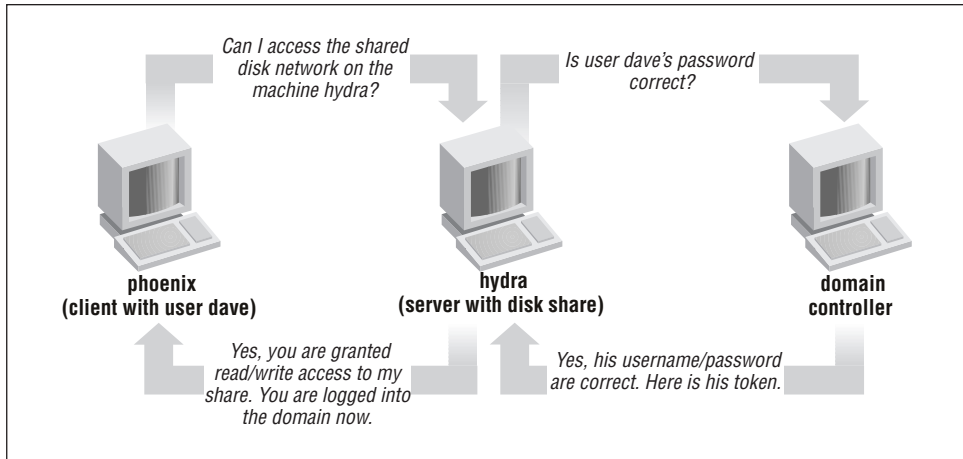 Can I access the shared
disk network on the
machine hydra?
Is user dave's password
correct?
phoenix
(client with user dave)
hydra
(server with disk share)
domain
controller
Yes, you are granted
read/write access to my
share. You are logged into
the domain now.
Yes, his username/password
are correct. Here is his token.